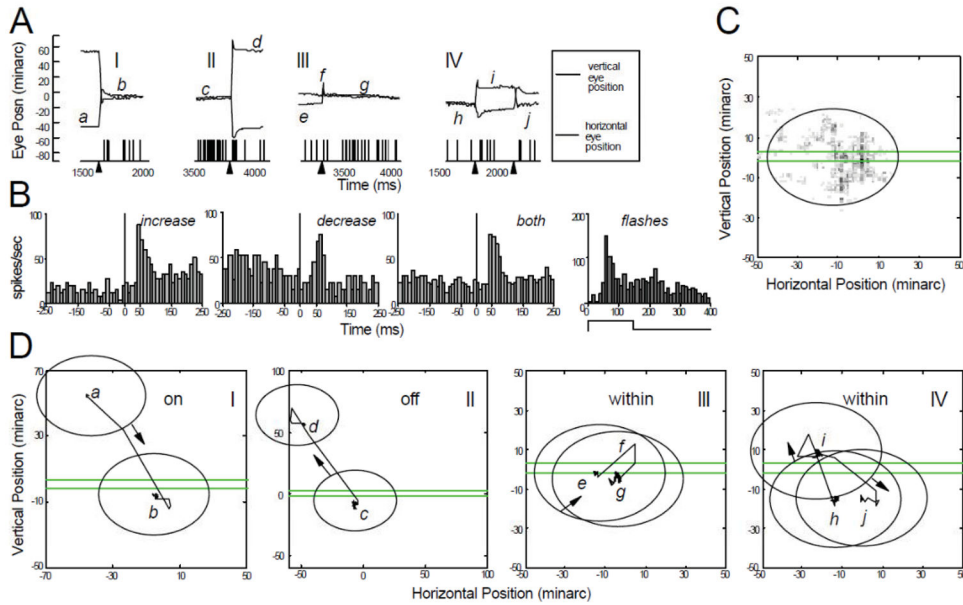 A
Eye Posn (minarc)
60
40
20
0
-20
-40
-60
-80
I
a
b
1500
2000
II
c
d
3500
4000
III
e
f
g
3500
4000
IV
h
i
j
1500
2000
Time (ms)
vertical
eye
position
horizontal
eye
position
B
spikes/sec
100
50
0
increase
-250 -150 -50 0 50 150 250
100
50
0
decrease
-250 -150 -50 0 50 150 250
100
50
0
both
-250 -150 -50 0 50 150 250
200
100
0
flashes
0 100 200 300 400
Time (ms)
C
Vertical Position (minarc)
50
40
30
20
10
0
-10
-20
-30
-50
-50 -30 -10 10 30 50
Horizontal Position (minarc)
D
Vertical Position (minarc)
70
30
-10
-60
a
b
on
I
-70 -30 10 50
100
50
0
-50
d
c
off
II
-50 0 50 100
50
30
10
-10
-30
-50
e
f
g
within
III
-50 -30 -10 10 30 50
50
30
10
-10
-30
-50
h
i
j
within
IV
-50 -30 -10 10 30 50
Horizontal Position (minarc)